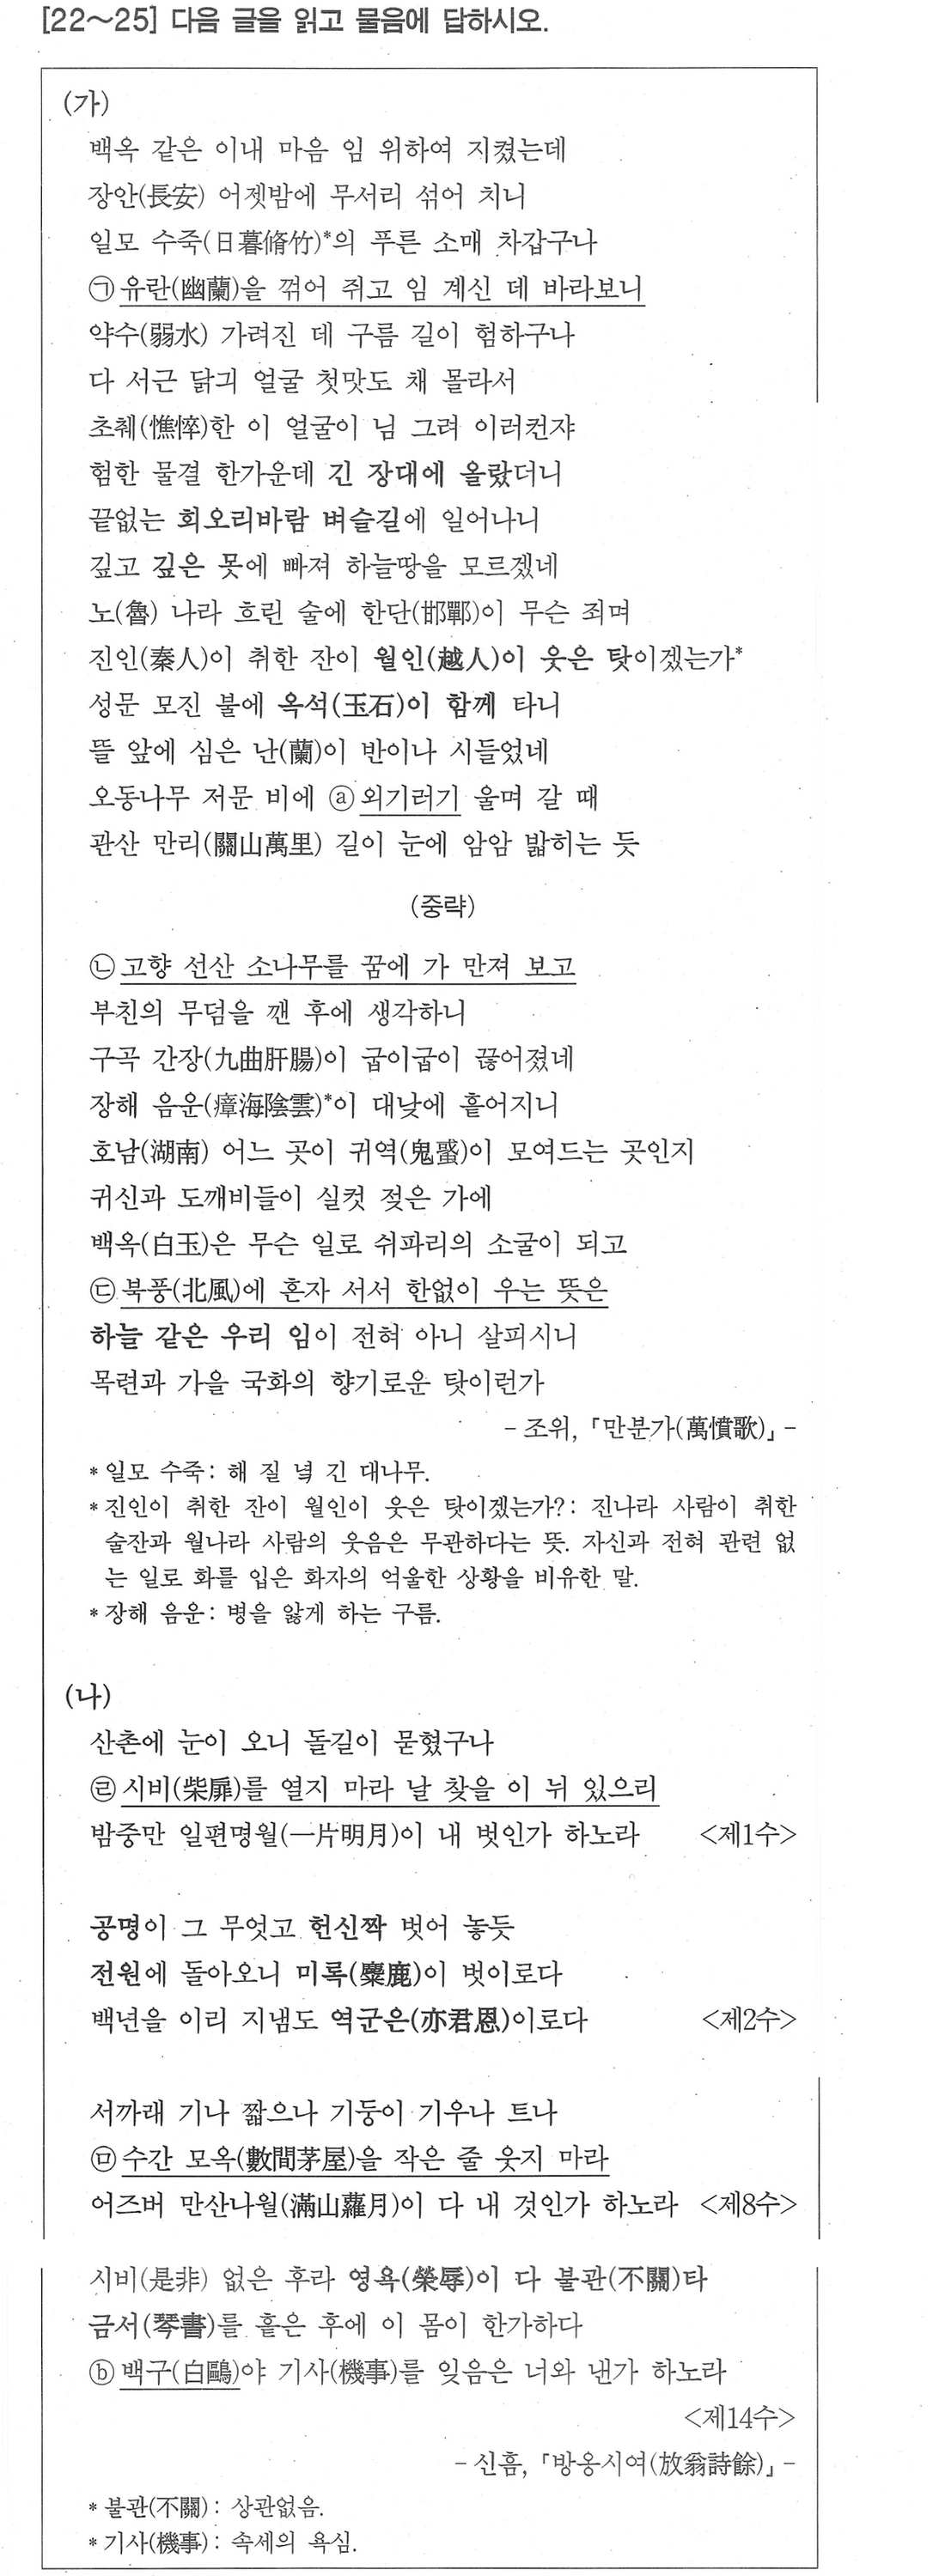 [22~25] 다음 글을 읽고 물음에 답하시오.
(가)
백옥 같은 이내 마음 임 위하여 지켰는데
장안(長安) 어젯밤에 무서리 섞어 치니
일모 수죽(日暮脩竹)*의 푸른 소매 차갑구나
㉠유란(幽蘭)을 꺾어 쥐고 임 계신 데 바라보니
약수(弱水) 가려진 데 구름 길이 험하구나
다 서근 닭긔 얼굴 첫맛도 채 몰라서
초췌(憔悴)한 이 얼굴이 님 그려 이러컨쟈
험한 물결 한가운데 긴 장대에 올랐더니
끝없는 회오리바람 벼슬길에 일어나니
깊고 깊은 못에 빠져 하늘땅을 모르겠네
노(魯) 나라 흐린 술에 한단(邯鄲)이 무슨 죄며
진인(秦人)이 취한 잔이 월인(越人)이 웃은 탓이겠는가*
성문 모진 불에 옥석(玉石)이 함께 타니
뜰 앞에 심은 난(蘭)이 반이나 시들었네
오동나무 저문 비에 ⓐ외기러기 울며 갈 때
관산 만리(關山萬里) 길이 눈에 암암 밟히는 듯
(중략)
㉡고향 선산 소나무를 꿈에 가 만져 보고
부친의 무덤을 깬 후에 생각하니
구곡 간장(九曲肝腸)이 굽이굽이 끊어졌네
장해 음운(瘴海陰雲)*이 대낮에 흩어지니
호남(湖南) 어느 곳이 귀역(鬼蜮)이 모여드는 곳인지
귀신과 도깨비들이 실컷 젖은 가에
백옥(白玉)은 무슨 일로 쉬파리의 소굴이 되고
㉢북풍(北風)에 혼자 서서 한없이 우는 뜻은
하늘 같은 우리 임이 전혀 아니 살피시니
목련과 가을 국화의 향기로운 탓이런가
- 조위, 「만분가(萬憤歌)」 -
* 일모 수죽: 해 질 녘 긴 대나무.
* 진인이 취한 잔이 월인이 웃은 탓이겠는가?: 진나라 사람이 취한
술잔과 월나라 사람의 웃음은 무관하다는 뜻. 자신과 전혀 관련 없
는 일로 화를 입은 화자의 억울한 상황을 비유한 말.
* 장해 음운: 병을 앓게 하는 구름.
(나)
산촌에 눈이 오니 돌길이 묻혔구나
㉣시비(柴扉)를 열지 마라 날 찾을 이 뉘 있으리
밤중만 일편명월(一片明月)이 내 벗인가 하노라 <제1수>
공명이 그 무엇고 헌신짝 벗어 놓듯
전원에 돌아오니 미록(麋鹿)이 벗이로다
백년을 이리 지냄도 역군은(亦君恩)이로다 <제2수>
서까래 기나 짧으나 기둥이 기우나 트나
㉤수간 모옥(數間茅屋)을 작은 줄 웃지 마라
어즈버 만산나월(滿山蘿月)이 다 내 것인가 하노라 <제8수>
시비(是非) 없은 후라 영욕(榮辱)이 다 불관(不關)타
금서(琴書)를 흩은 후에 이 몸이 한가하다
ⓑ백구(白鷗)야 기사(機事)를 잊음은 너와 낸가 하노라
<제14수>
- 신흠, 「방옹시여(放翁詩餘)」 -
* 불관(不關): 상관없음.
* 기사(機事): 속세의 욕심.